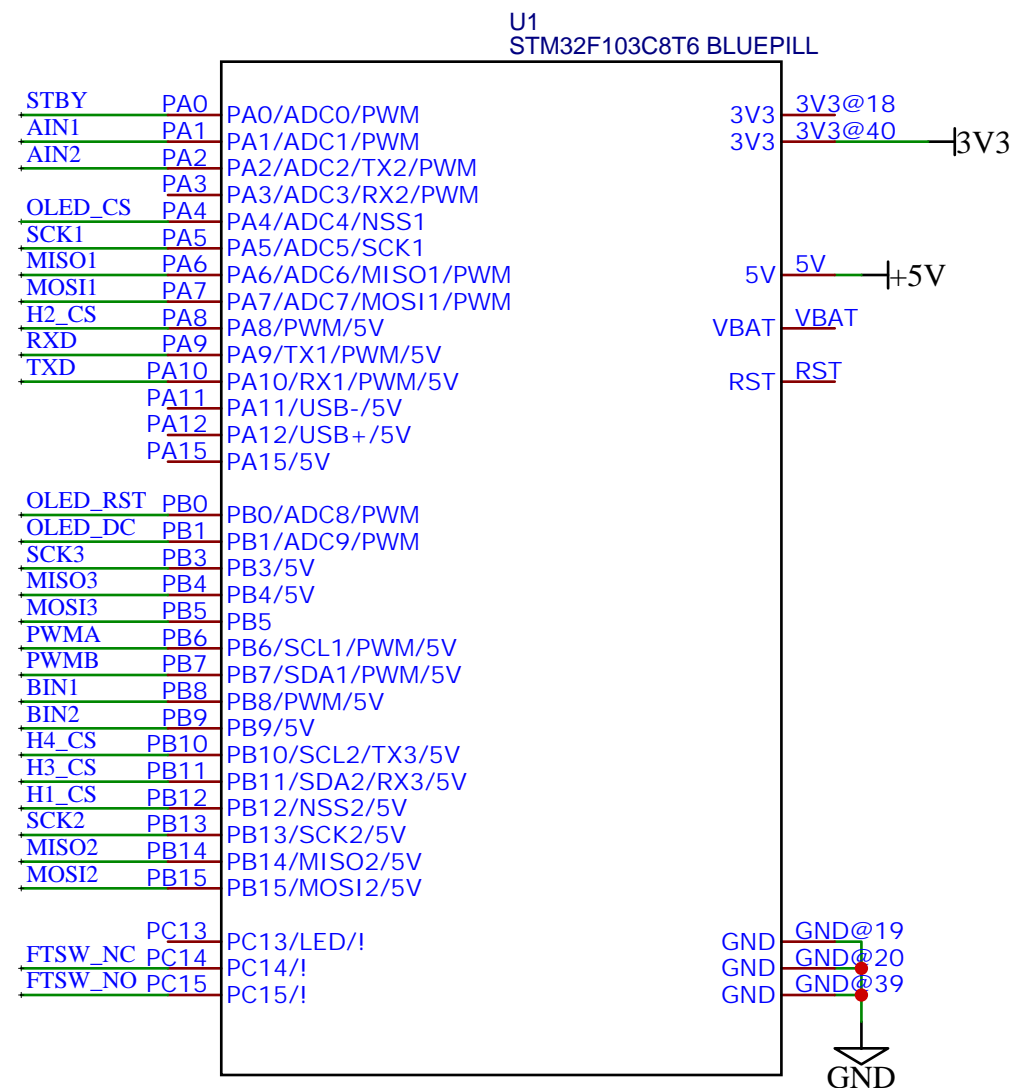 U1
STM32F103C8T6 BLUEPILL
STBY PA0 PA0/ADC0/PWM 3V3 3V3@18
AIN1 PA1 PA1/ADC1/PWM 3V3 3V3@40 3V3
AIN2 PA2 PA2/ADC2/TX2/PWM
PA3 PA3/ADC3/RX2/PWM
OLED_CS PA4 PA4/ADC4/NSS1
SCK1 PA5 PA5/ADC5/SCK1
MISO1 PA6 PA6/ADC6/MISO1/PWM 5V 5V +5V
MOSI1 PA7 PA7/ADC7/MOSI1/PWM
H2_CS PA8 PA8/PWM/5V VBAT VBAT
RXD PA9 PA9/TX1/PWM/5V
TXD PA10 PA10/RX1/PWM/5V RST RST
PA11 PA11/USB-/5V
PA12 PA12/USB+/5V
PA15 PA15/5V
OLED_RST PB0 PB0/ADC8/PWM
OLED_DC PB1 PB1/ADC9/PWM
SCK3 PB3 PB3/5V
MISO3 PB4 PB4/5V
MOSI3 PB5 PB5
PWMA PB6 PB6/SCL1/PWM/5V
PWMB PB7 PB7/SDA1/PWM/5V
BIN1 PB8 PB8/PWM/5V
BIN2 PB9 PB9/5V
H4_CS PB10 PB10/SCL2/TX3/5V
H3_CS PB11 PB11/SDA2/RX3/5V
H1_CS PB12 PB12/NSS2/5V
SCK2 PB13 PB13/SCK2/5V
MISO2 PB14 PB14/MISO2/5V
MOSI2 PB15 PB15/MOSI2/5V
PC13 PC13/LED/! GND GND@19
FTSW_NC PC14 PC14/! GND GND@20
FTSW_NO PC15 PC15/! GND GND@39
GND